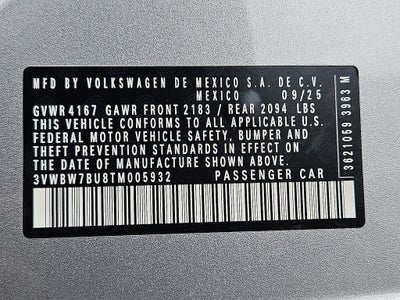 MFD BY VOLKSWAGEN DE MEXICO S.A. DE C.V.
MEXICO 09/25
GVWR 4167 GAWR FRONT 2183 / REAR 2094 LBS
THIS VEHICLE CONFORMS TO ALL APPLICABLE U.S.
FEDERAL MOTOR VEHICLE SAFETY, BUMPER AND
THEFT PREVENTION STANDARDS IN EFFECT ON
THE DATE OF MANUFACTURE SHOWN ABOVE.
3VWBW7BU8TM005932 PASSENGER CAR
3621059 3963 M